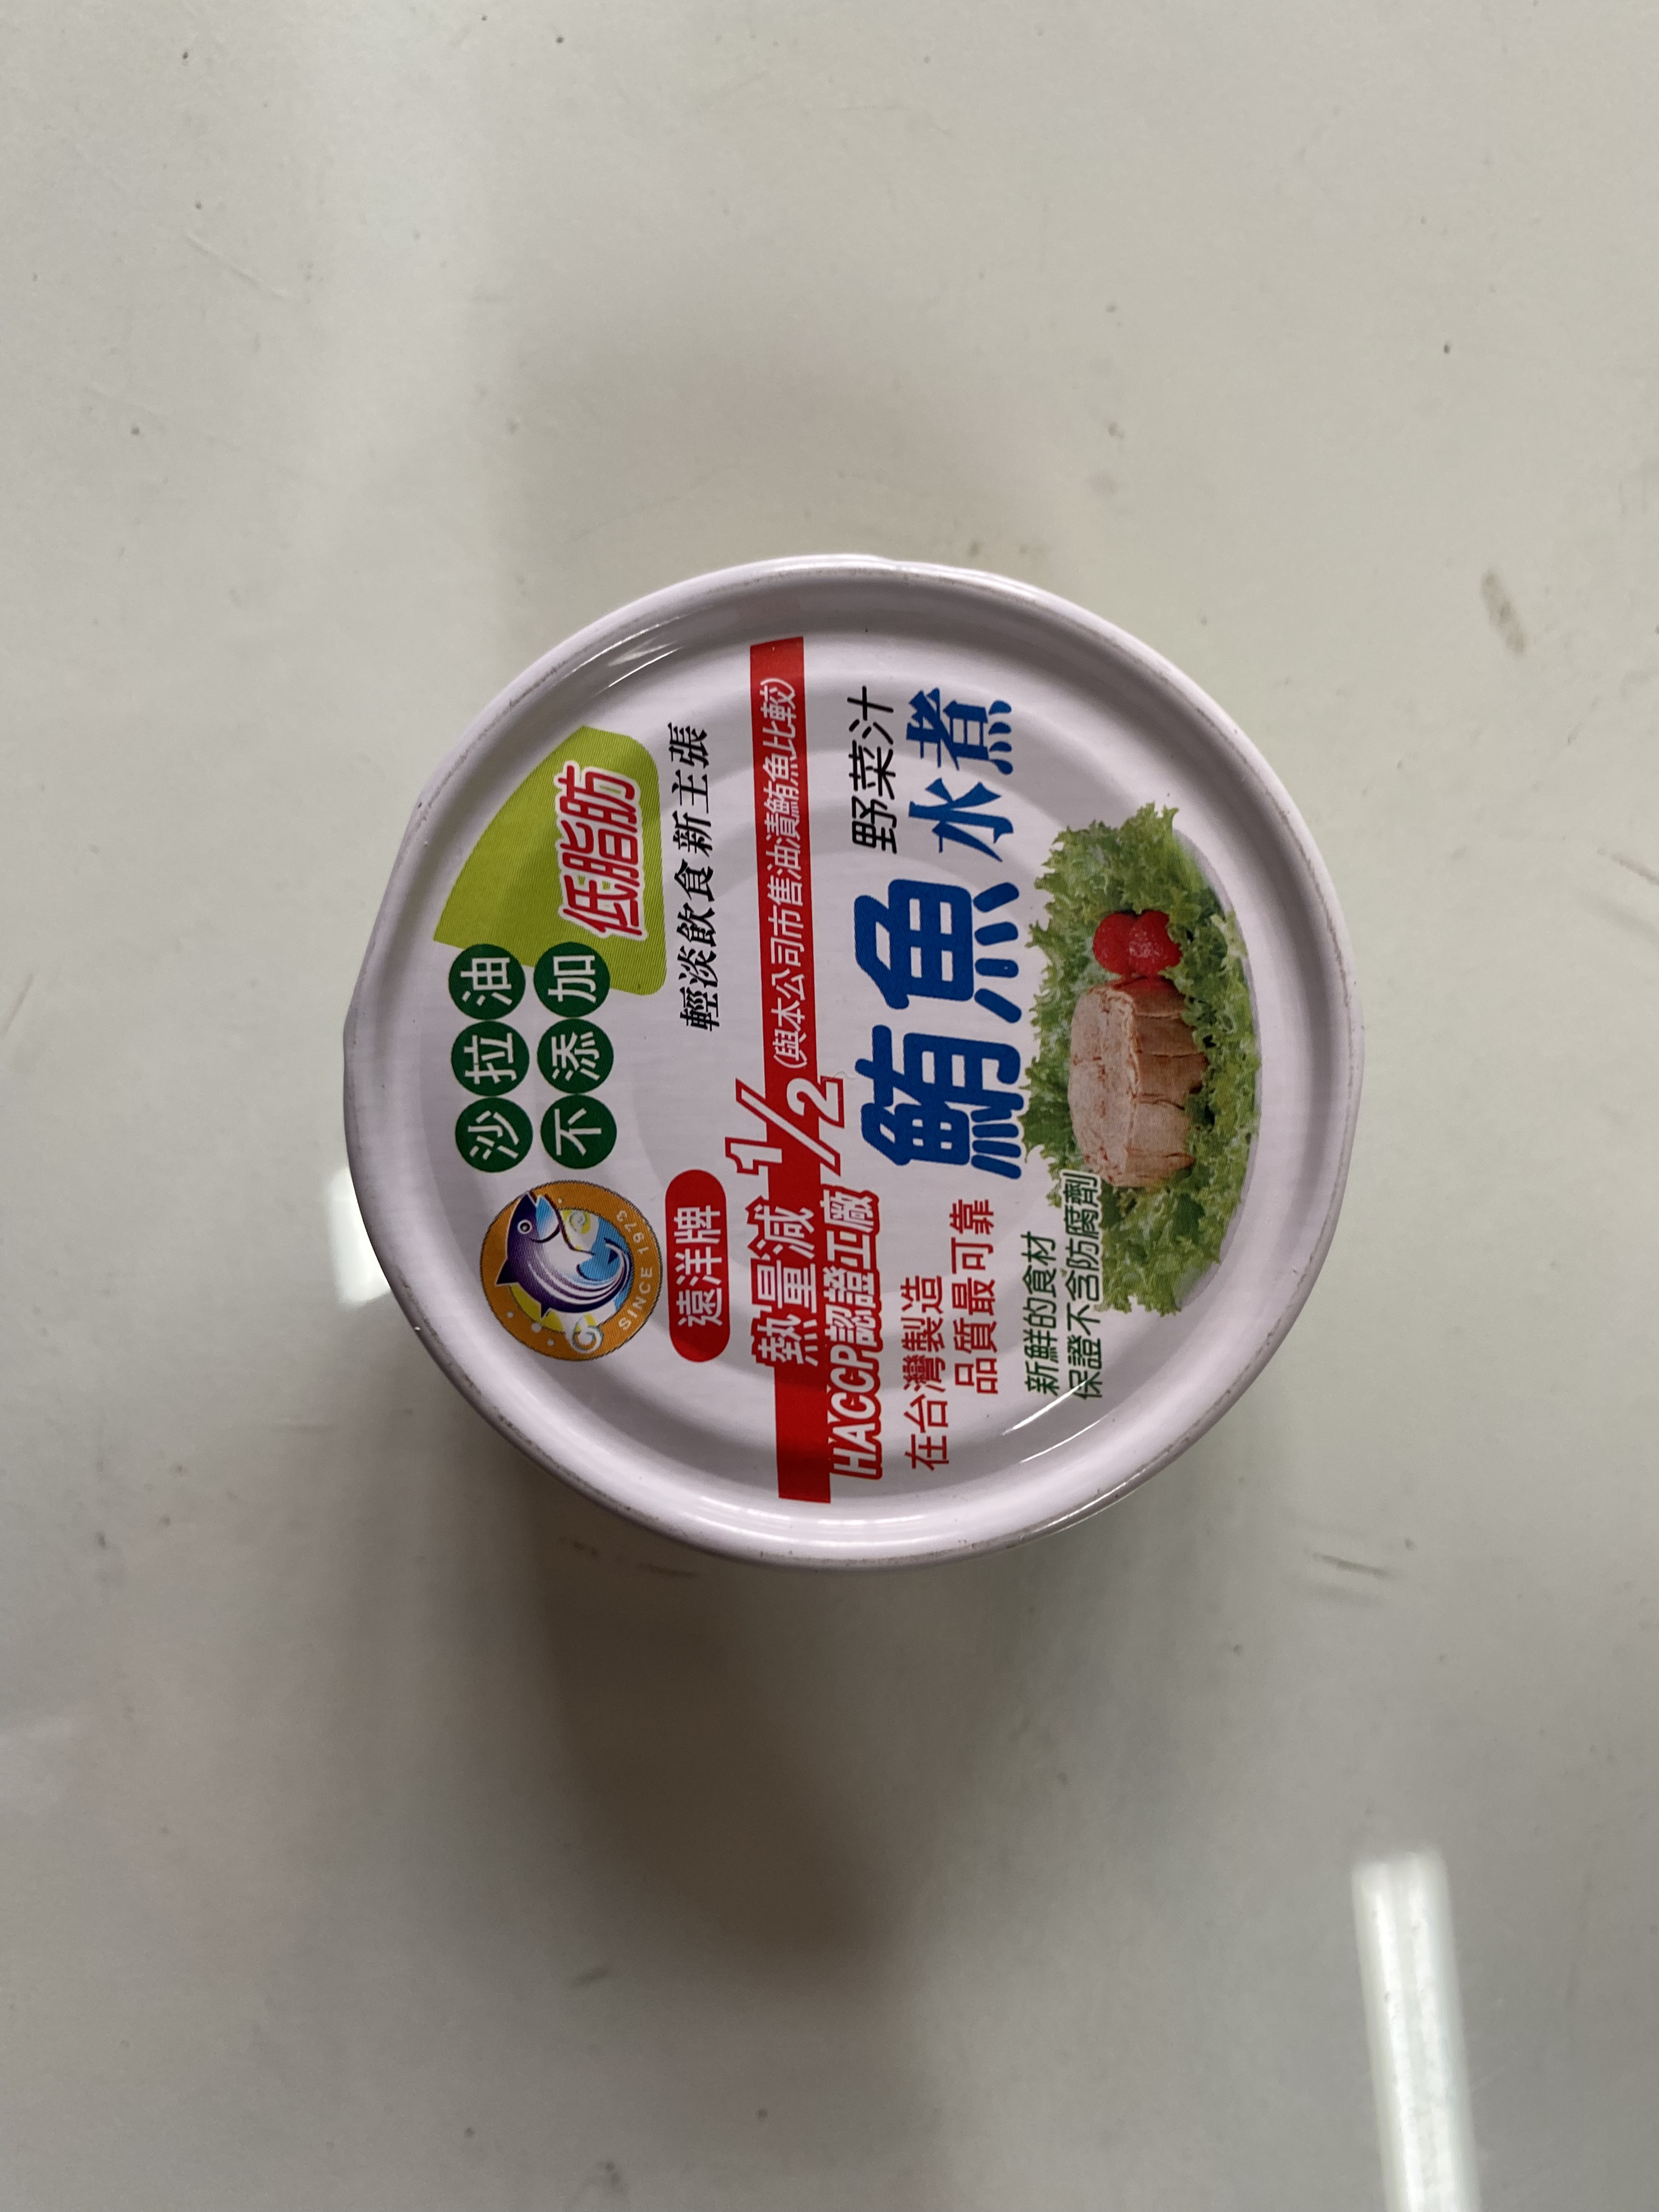 沙拉油
不添加
低脂肪
SINCE 1973
遠洋牌
輕淡飲食新主張
熱量減1/2(與本公司市售油漬鮪魚比較)
HACCP認證工廠
在台灣製造
品質最可靠
鮪魚
野菜汁
水煮
新鮮的食材
保證不含防腐劑